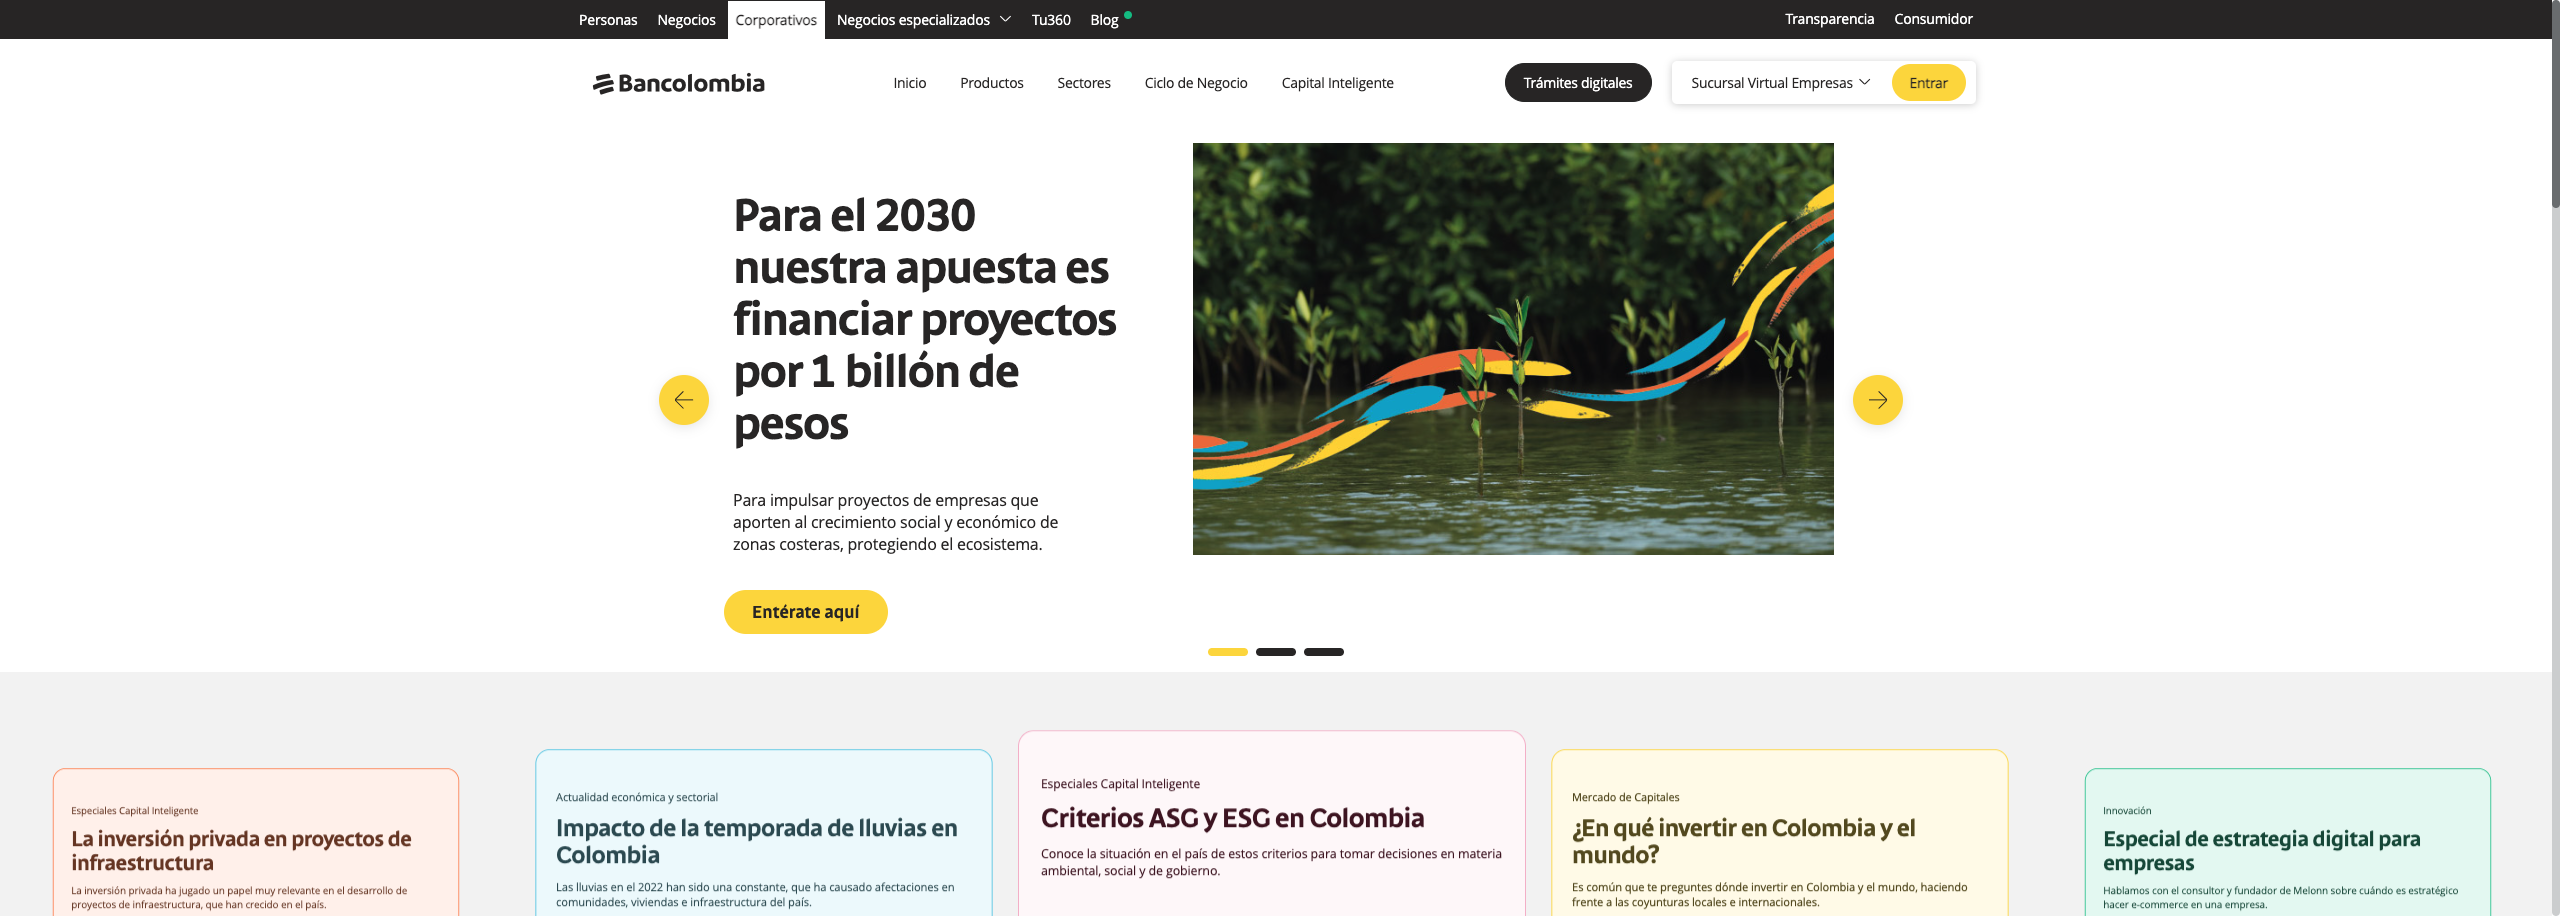 Personas Negocios Corporativos Negocios especializados Tu360 Blog Transparencia Consumidor
Bancolombia Inicio Productos Sectores Ciclo de Negocio Capital Inteligente Trámites digitales Sucursal Virtual Empresas Entrar
Para el 2030
nuestra apuesta es
financiar proyectos
por 1 billón de
pesos
Para impulsar proyectos de empresas que
aporten al crecimiento social y económico de
zonas costeras, protegiendo el ecosistema.
Entérate aquí
Especiales Capital Inteligente
La inversión privada en proyectos de
infraestructura
La inversión privada ha jugado un papel muy relevante en el desarrollo de
proyectos de infraestructura, que han crecido en el país.
Actualidad económica y sectorial
Impacto de la temporada de lluvias en
Colombia
Las lluvias en el 2022 han sido una constante, que ha causado afectaciones en
comunidades, viviendas e infraestructura del país.
Especiales Capital Inteligente
Criterios ASG y ESG en Colombia
Conoce la situación en el país de estos criterios para tomar decisiones en materia
ambiental, social y de gobierno.
Mercado de Capitales
¿En qué invertir en Colombia y el
mundo?
Es común que te preguntes dónde invertir en Colombia y el mundo, haciendo
frente a las coyunturas locales e internacionales.
Innovación
Especial de estrategia digital para
empresas
Hablamos con el consultor y fundador de Melonn sobre cuándo es estratégico
hacer e-commerce en una empresa.